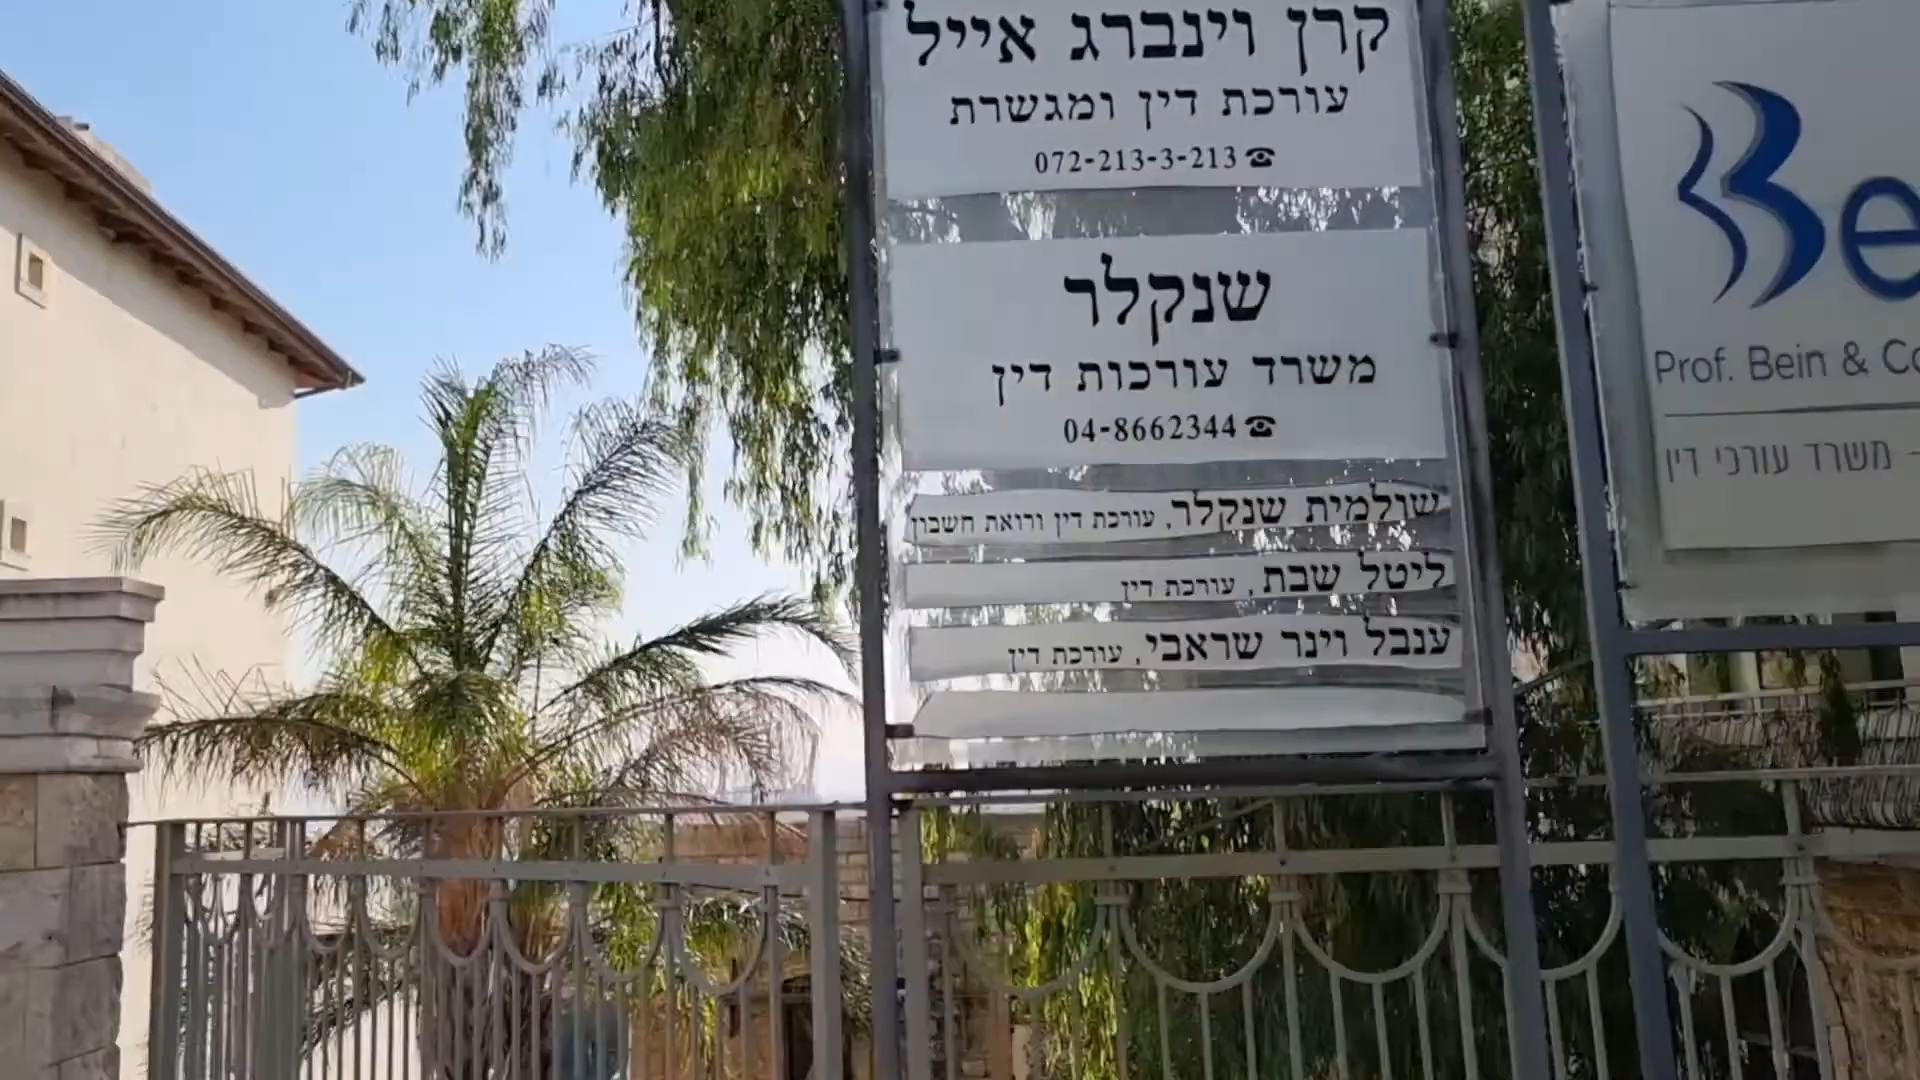 קרן וינברג אייל
עורכת דין ומגשרת
072-213-3-213
שנקלר
משרד עורכות דין
04-8662344
שולמית שנקלר, עורכת דין ורואת חשבון
ליטל שבת, עורכת דין
ענבל וינר שראבי, עורכת דין
Be
Prof. Bein & Co
משרד עורכי דין -